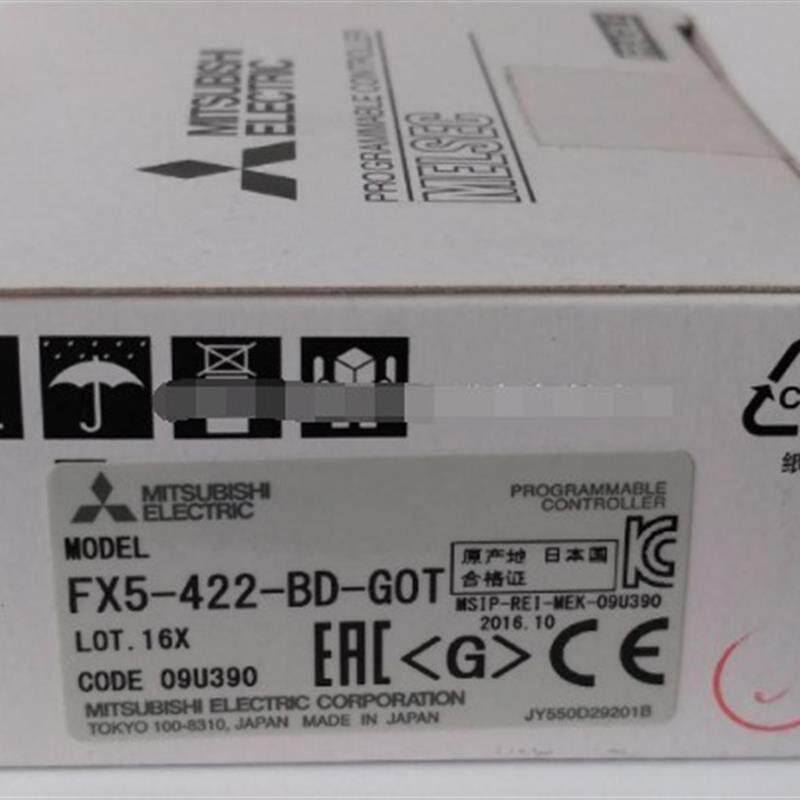 MITSUBISHI
ELECTRIC
PROGRAMMABLE CONTROLLER
MELSEC
MITSUBISHI
ELECTRIC
PROGRAMMABLE
CONTROLLER
MODEL
FX5-422-BD-GOT
原产地 日本国
合格证
MSIP-REI-MEK-09U390
2016.10
LOT. 16X
CODE 09U390
EAC <G> CE
MITSUBISHI ELECTRIC CORPORATION
TOKYO 100-8310, JAPAN MADE IN JAPAN
JY550D29201B